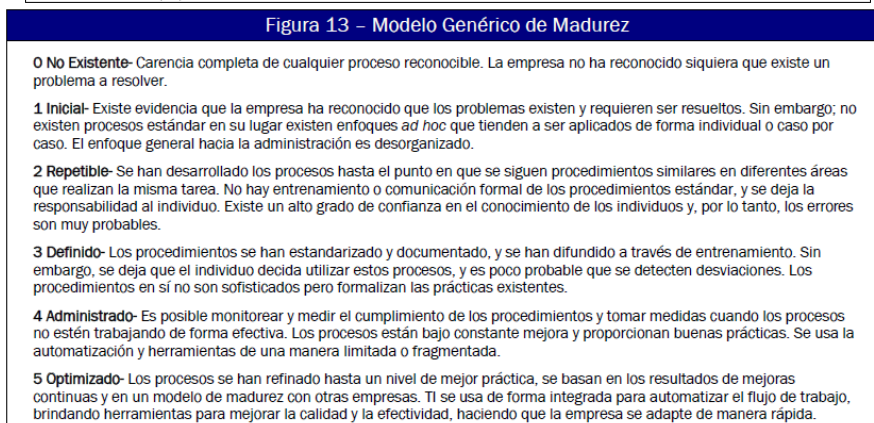 Figura 13 – Modelo Genérico de Madurez
0 No Existente- Carencia completa de cualquier proceso reconocible. La empresa no ha reconocido siquiera que existe un
problema a resolver.
1 Inicial- Existe evidencia que la empresa ha reconocido que los problemas existen y requieren ser resueltos. Sin embargo; no
existen procesos estándar en su lugar existen enfoques ad hoc que tienden a ser aplicados de forma individual o caso por
caso. El enfoque general hacia la administración es desorganizado.
2 Repetible- Se han desarrollado los procesos hasta el punto en que se siguen procedimientos similares en diferentes áreas
que realizan la misma tarea. No hay entrenamiento o comunicación formal de los procedimientos estándar, y se deja la
responsabilidad al individuo. Existe un alto grado de confianza en el conocimiento de los individuos y, por lo tanto, los errores
son muy probables.
3 Definido- Los procedimientos se han estandarizado y documentado, y se han difundido a través de entrenamiento. Sin
embargo, se deja que el individuo decida utilizar estos procesos, y es poco probable que se detecten desviaciones. Los
procedimientos en sí no son sofisticados pero formalizan las prácticas existentes.
4 Administrado- Es posible monitorear y medir el cumplimiento de los procedimientos y tomar medidas cuando los procesos
no estén trabajando de forma efectiva. Los procesos están bajo constante mejora y proporcionan buenas prácticas. Se usa la
automatización y herramientas de una manera limitada o fragmentada.
5 Optimizado- Los procesos se han refinado hasta un nivel de mejor práctica, se basan en los resultados de mejoras
continuas y en un modelo de madurez con otras empresas. TI se usa de forma integrada para automatizar el flujo de trabajo,
brindando herramientas para mejorar la calidad y la efectividad, haciendo que la empresa se adapte de manera rápida.